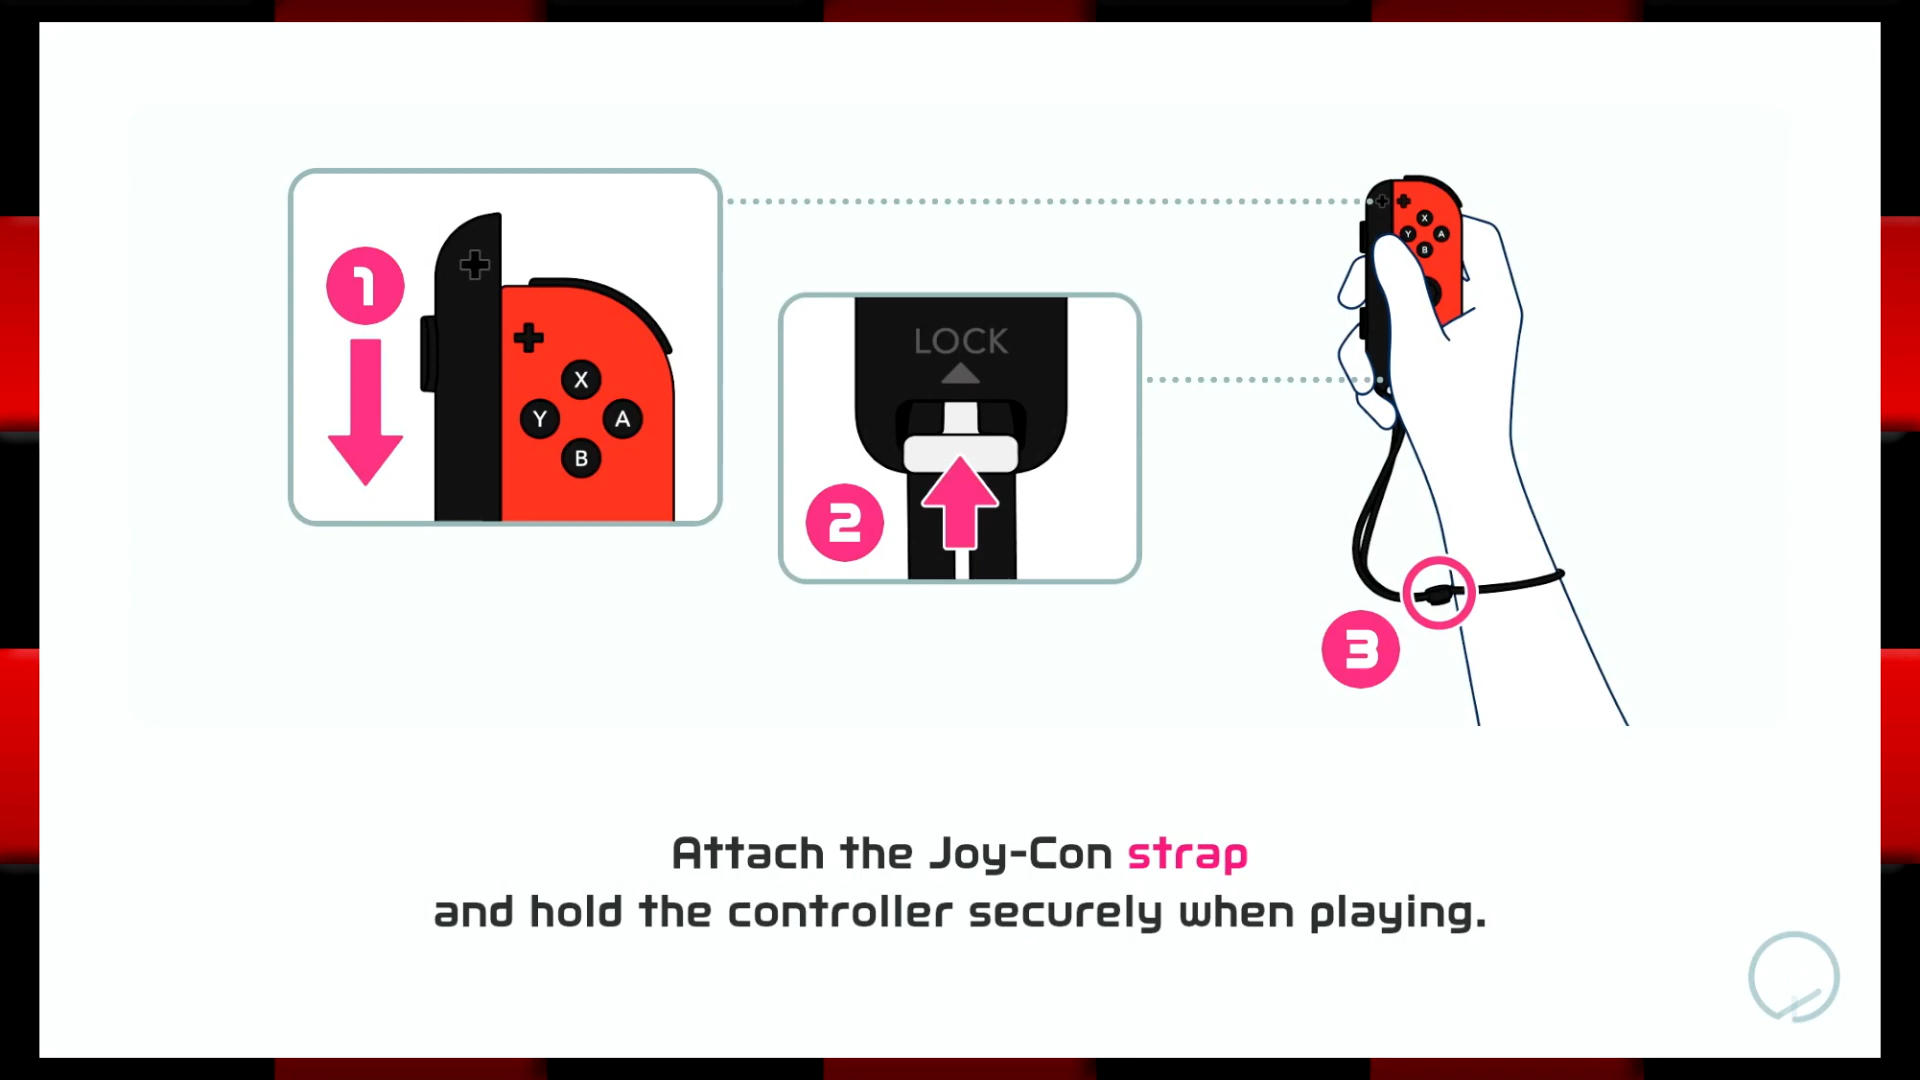 1
X
Y
A
B
LOCK
2
X
Y
A
B
3
Attach the Joy-Con strap
and hold the controller securely when playing.